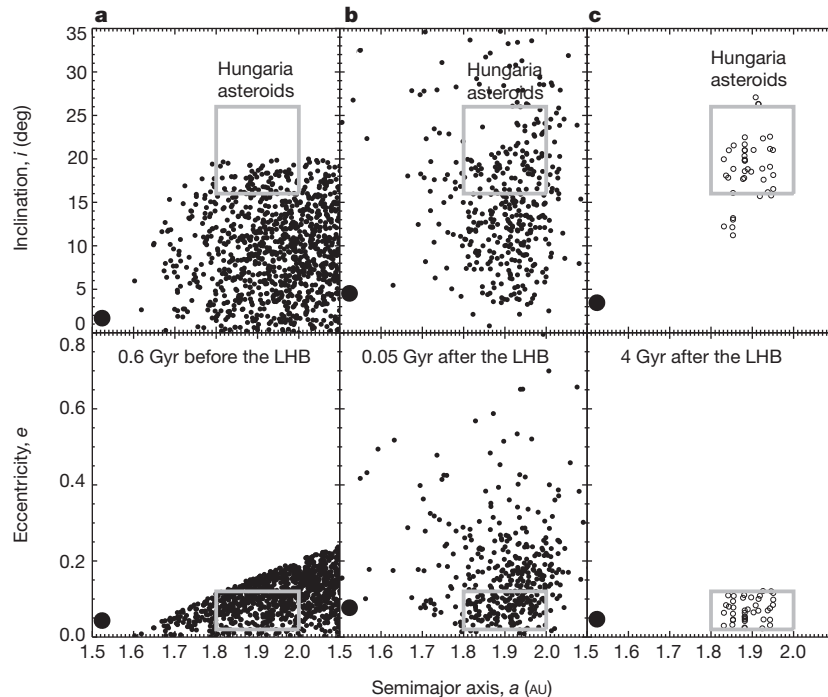 a
b
c
35
30
25
20
15
10
5
0
Inclination, i (deg)
Hungaria
asteroids
Hungaria
asteroids
Hungaria
asteroids
0.8
0.6
0.4
0.2
0.0
Eccentricity, e
0.6 Gyr before the LHB
0.05 Gyr after the LHB
4 Gyr after the LHB
1.5 1.6 1.7 1.8 1.9 2.0 1.5 1.6 1.7 1.8 1.9 2.0 1.5 1.6 1.7 1.8 1.9 2.0
Semimajor axis, a (AU)